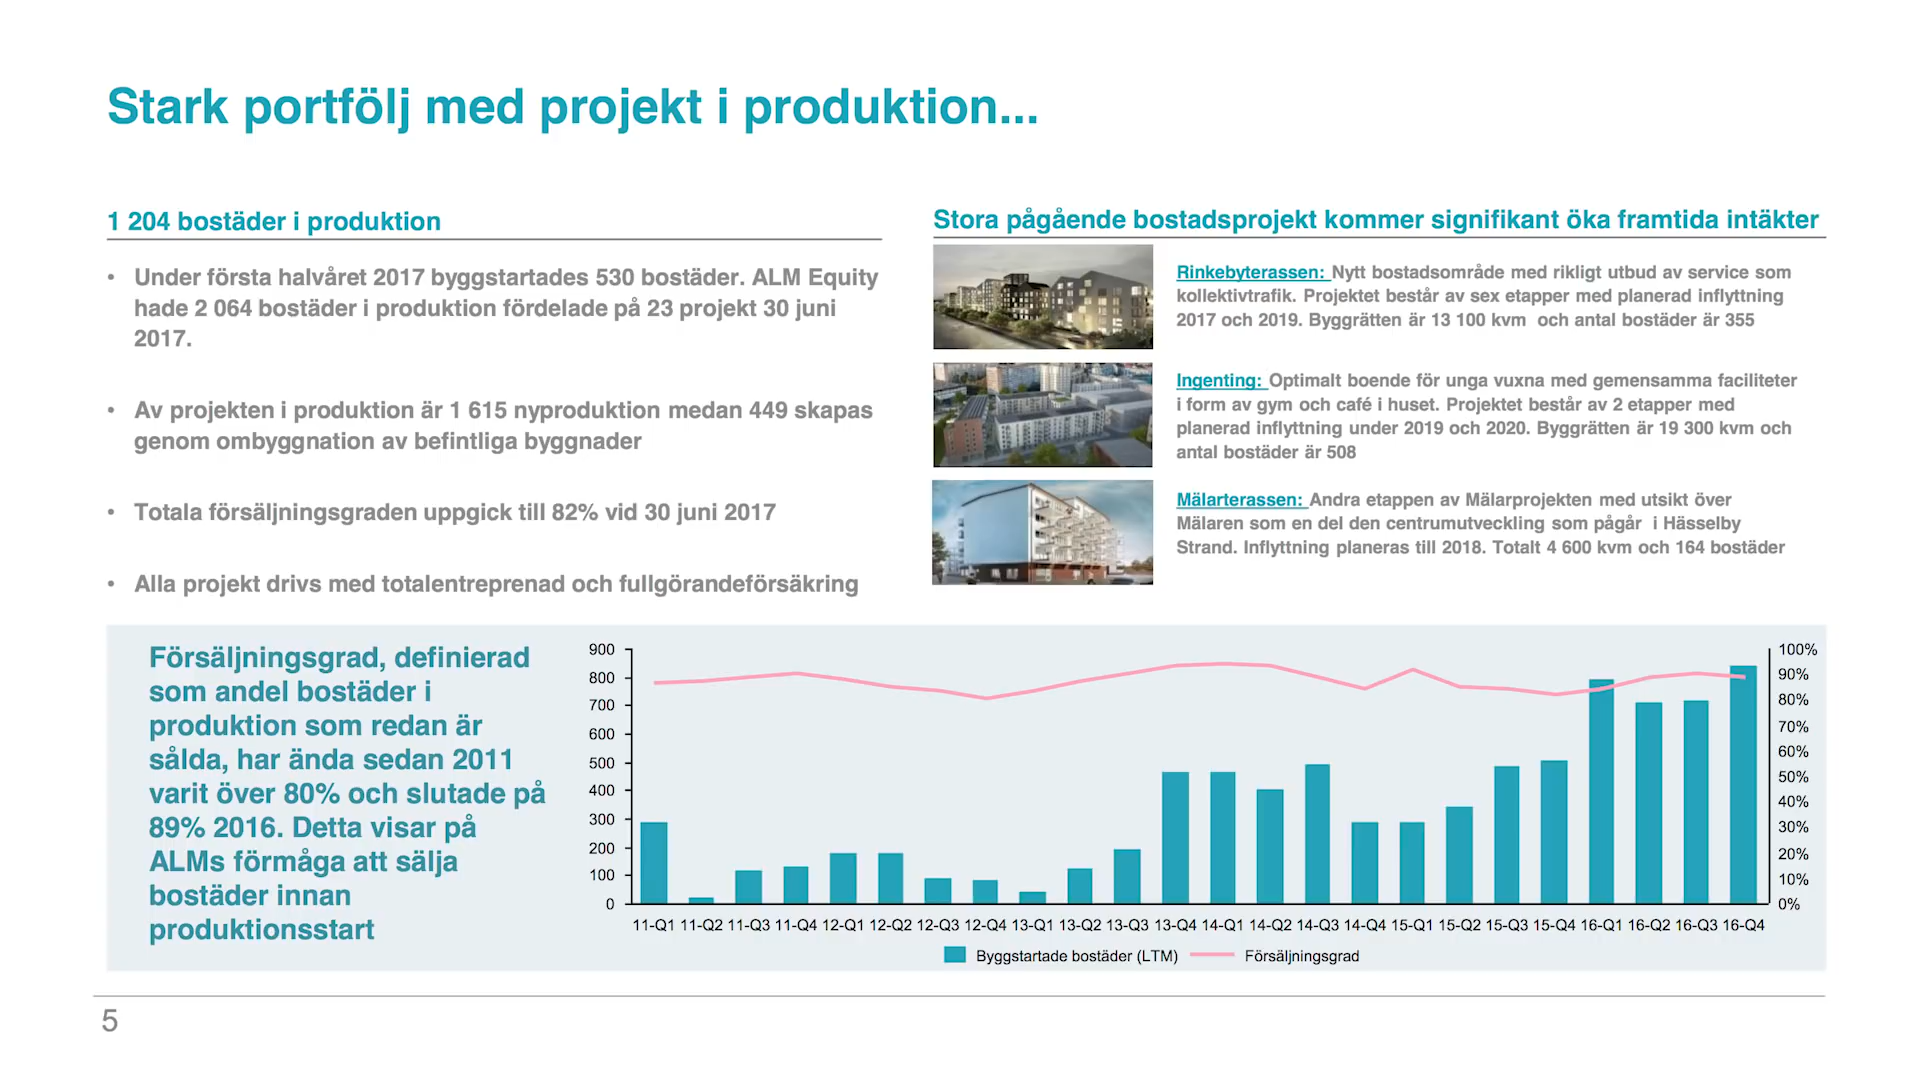 Stark portfölj med projekt i produktion...
1 204 bostäder i produktion
• Under första halvåret 2017 byggstartades 530 bostäder. ALM Equity
hade 2 064 bostäder i produktion fördelade på 23 projekt 30 juni
2017.
• Av projekten i produktion är 1 615 nyproduktion medan 449 skapas
genom ombyggnation av befintliga byggnader
• Totala försäljningsgraden uppgick till 82% vid 30 juni 2017
• Alla projekt drivs med totalentreprenad och fullgörandeförsäkring
Stora pågående bostadsprojekt kommer signifikant öka framtida intäkter
Rinkebyterassen: Nytt bostadsområde med rikligt utbud av service som
kollektivtrafik. Projektet består av sex etapper med planerad inflyttning
2017 och 2019. Byggrätten är 13 100 kvm och antal bostäder är 355
Ingenting: Optimalt boende för unga vuxna med gemensamma faciliteter
i form av gym och café i huset. Projektet består av 2 etapper med
planerad inflyttning under 2019 och 2020. Byggrätten är 19 300 kvm och
antal bostäder är 508
Mälarterassen: Andra etappen av Mälarprojekten med utsikt över
Mälaren som en del den centrumutveckling som pågår i Hässelby
Strand. Inflyttning planeras till 2018. Totalt 4 600 kvm och 164 bostäder
Försäljningsgrad, definierad
som andel bostäder i
produktion som redan är
sålda, har ända sedan 2011
varit över 80% och slutade på
89% 2016. Detta visar på
ALMs förmåga att sälja
bostäder innan
produktionsstart
900
800
700
600
500
400
300
200
100
0
100%
90%
80%
70%
60%
50%
40%
30%
20%
10%
0%
11-Q1 11-Q2 11-Q3 11-Q4 12-Q1 12-Q2 12-Q3 12-Q4 13-Q1 13-Q2 13-Q3 13-Q4 14-Q1 14-Q2 14-Q3 14-Q4 15-Q1 15-Q2 15-Q3 15-Q4 16-Q1 16-Q2 16-Q3 16-Q4
Byggstartade bostäder (LTM) Försäljningsgrad
5